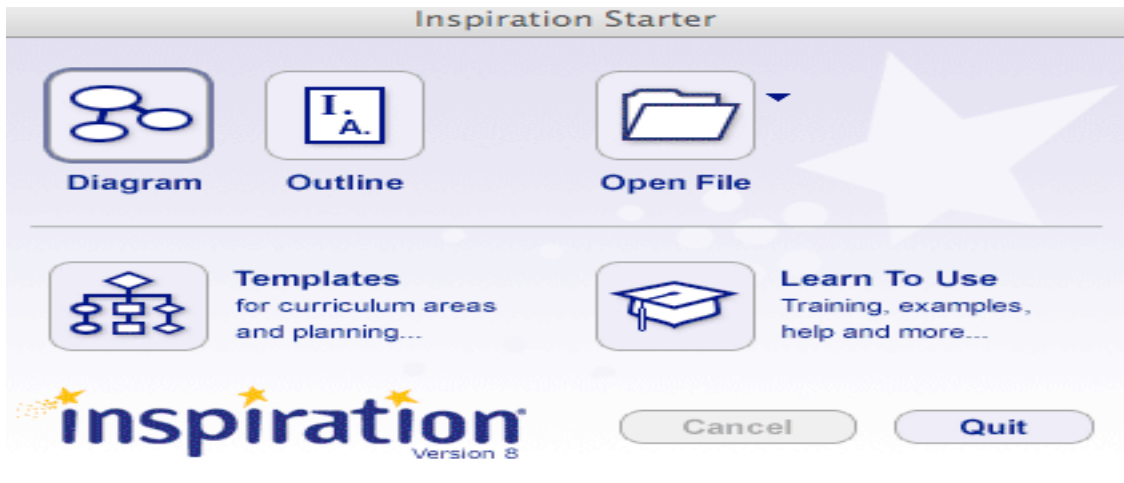 Inspiration Starter
I.
A.
Diagram
Outline
Open File
Templates
for curriculum areas
and planning...
Learn To Use
Training, examples,
help and more...
inspiration
Version 8
Cancel
Quit